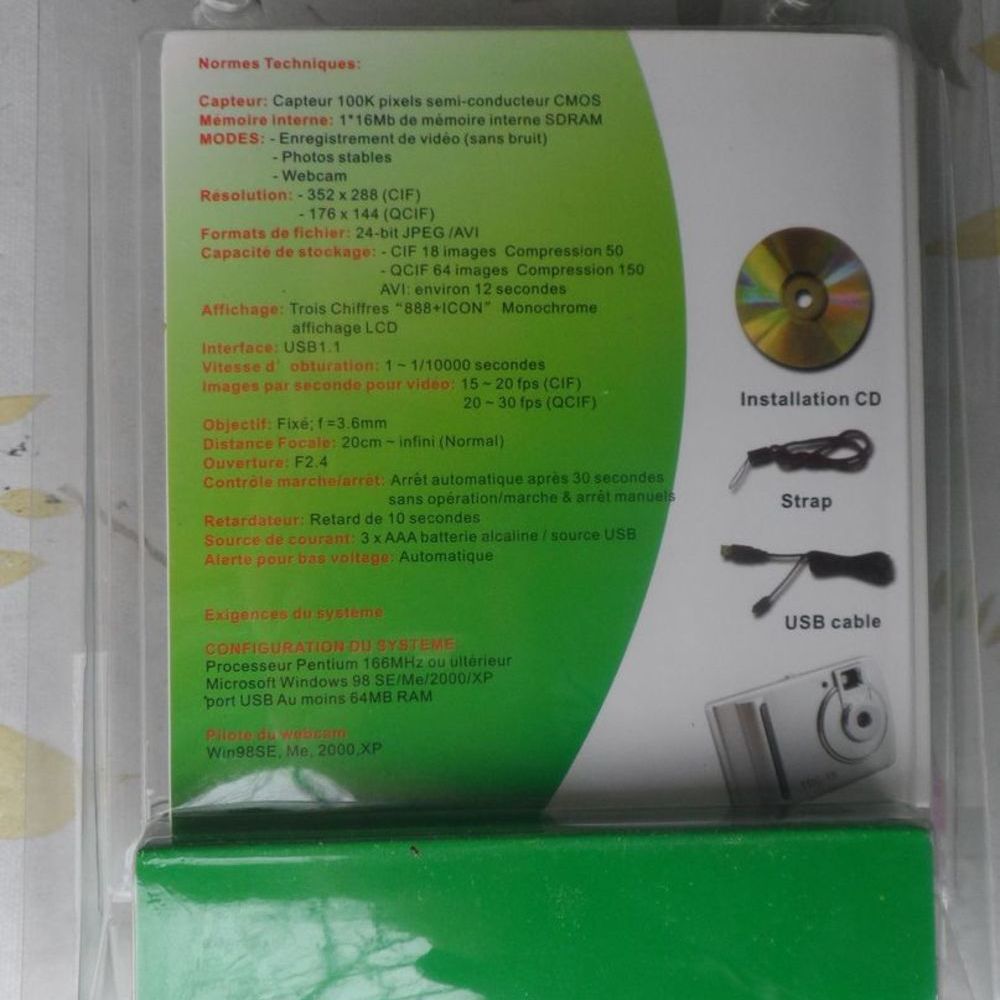 Normes Techniques:
Capteur: Capteur 100K pixels semi-conducteur CMOS
Mémoire interne: 1*16Mb de mémoire interne SDRAM
MODES: - Enregistrement de vidéo (sans bruit)
- Photos stables
- Webcam
Résolution: - 352 x 288 (CIF)
- 176 x 144 (QCIF)
Formats de fichier: 24-bit JPEG /AVI
Capacité de stockage: - CIF 18 images Compression 50
- QCIF 64 images Compression 150
AVI: environ 12 secondes
Affichage: Trois Chiffres “888+ICON” Monochrome
affichage LCD
Interface: USB1.1
Vitesse d' obturation: 1 ~ 1/10000 secondes
Images par seconde pour vidéo: 15 ~ 20 fps (CIF)
20 ~ 30 fps (QCIF)
Objectif: Fixé; f =3.6mm
Distance Focale: 20cm ~ infini (Normal)
Ouverture: F2.4
Contrôle marche/arrêt: Arrêt automatique après 30 secondes
sans opération/marche & arrêt manuels
Retardateur: Retard de 10 secondes
Source de courant: 3 x AAA batterie alcaline / source USB
Alerte pour bas voltage: Automatique
Exigences du système
CONFIGURATION DU SYSTEME
Processeur Pentium 166MHz ou ultérieur
Microsoft Windows 98 SE/Me/2000/XP
port USB Au moins 64MB RAM
Pilote du webcam
Win98SE, Me, 2000,XP
Installation CD
Strap
USB cable